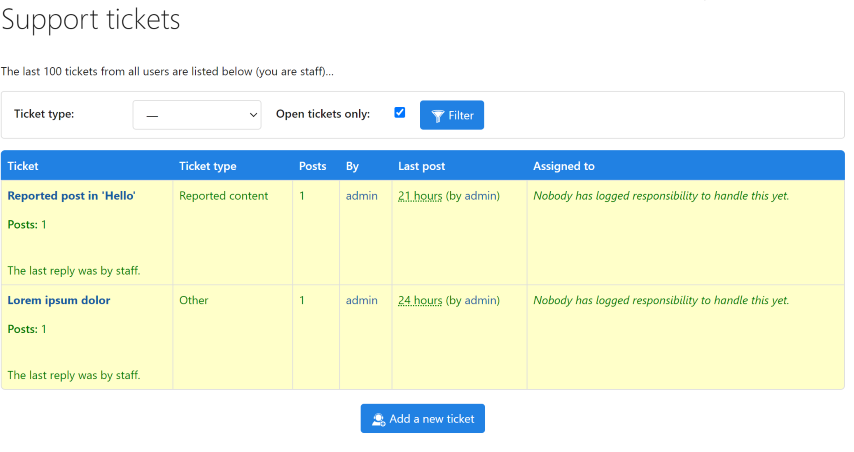 Support tickets
The last 100 tickets from all users are listed below (you are staff)...
Ticket type: — Open tickets only: Filter
Ticket Ticket type Posts By Last post Assigned to
Reported post in 'Hello' Reported content 1 admin 21 hours (by admin) Nobody has logged responsibility to handle this yet.
Posts: 1
The last reply was by staff.
Lorem ipsum dolor Other 1 admin 24 hours (by admin) Nobody has logged responsibility to handle this yet.
Posts: 1
The last reply was by staff.
Add a new ticket